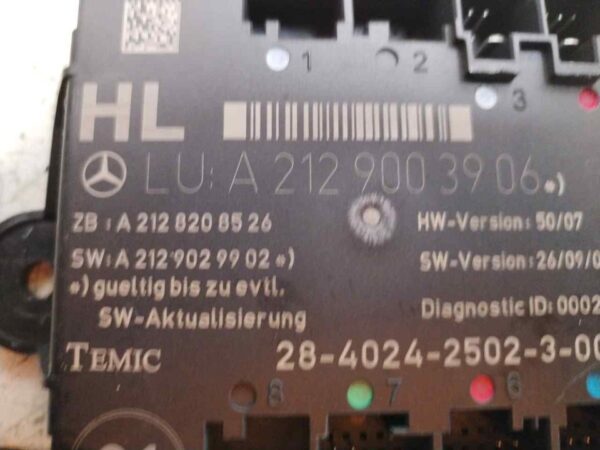 1 2 3
HL
LU: A 212 900 39 06 *)
ZB : A 212 820 85 26 HW-Version: 50/07
SW: A 212 902 99 02 *) SW-Version: 26/09/0
*) gueltig bis zu evtl. Diagnostic ID: 0002
SW-Aktualisierung
TEMIC 28-4024-2502-3-00
8 7 6